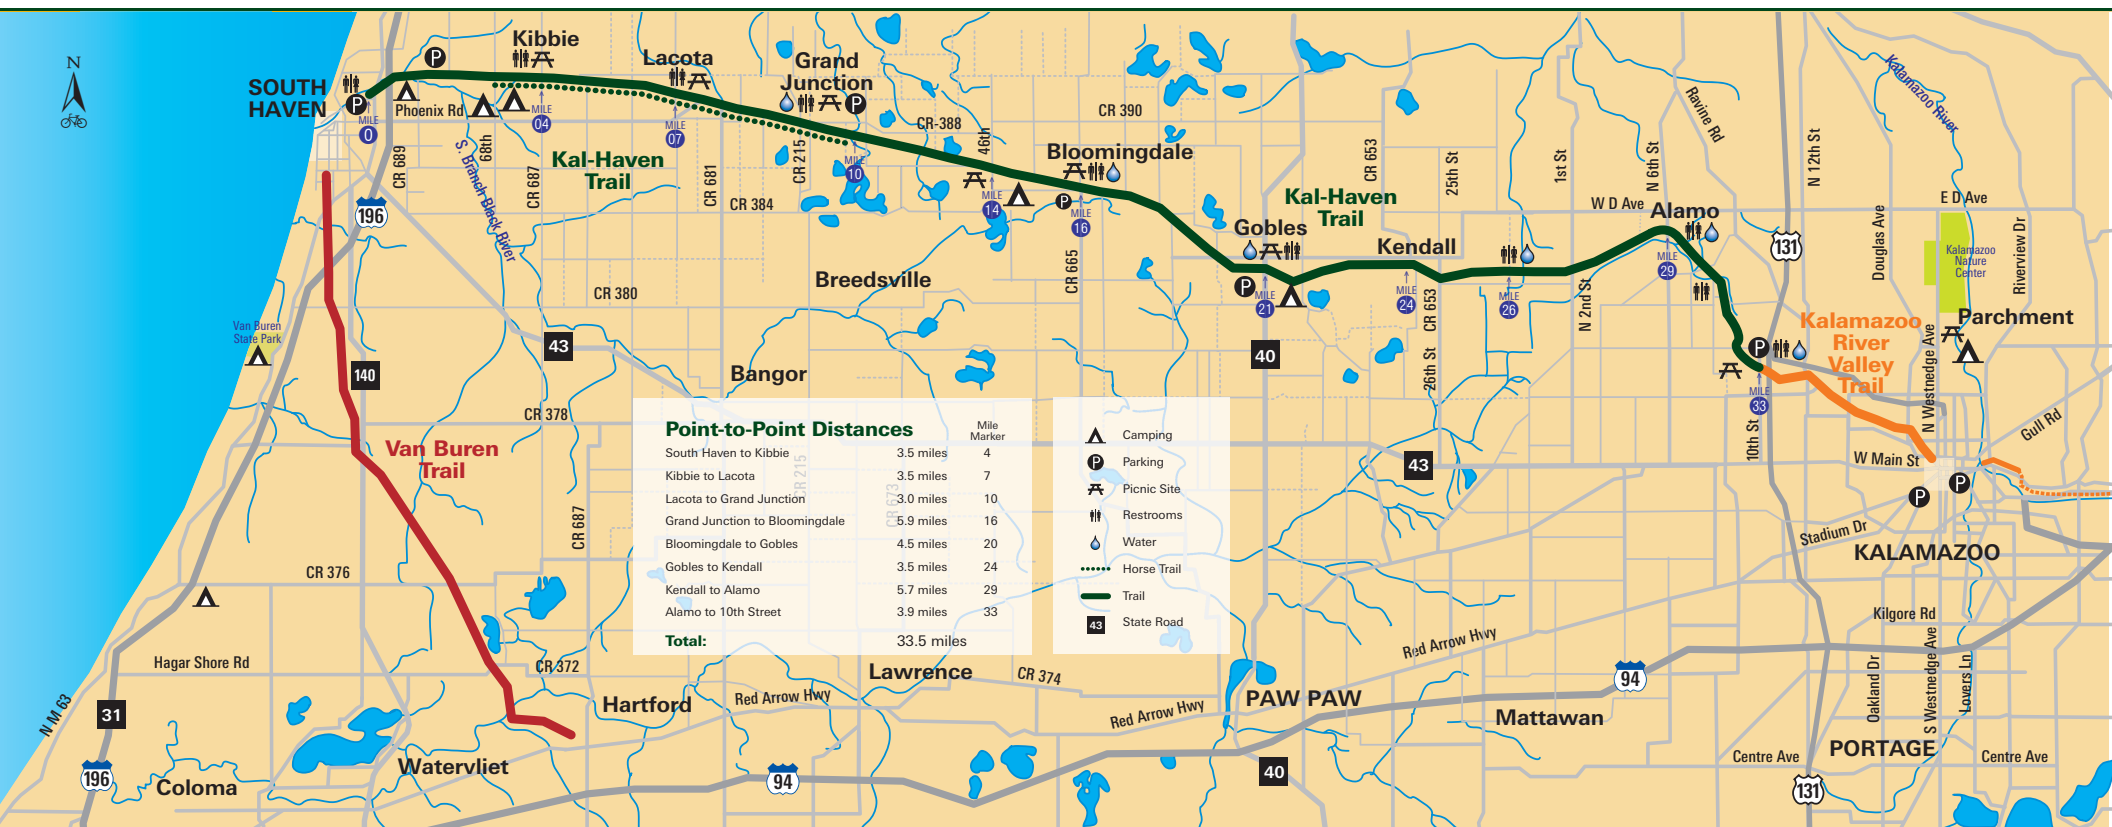 N
SOUTH
HAVEN
P
MILE
0
P
Phoenix Rd
Kibbie
MILE
04
Lacota
MILE
07
Grand
Junction
P
MILE
10
CR 689
68th
S. Branch Black River
CR 687
Kal-Haven
Trail
CR 681
CR 384
CR 215
CR-388
46th
CR 390
MILE
14
Bloomingdale
P
MILE
16
CR 665
Breedsville
CR 380
196
Van Buren
State Park
140
43
Bangor
CR 378
Van Buren
Trail
CR 687
CR 376
Hagar Shore Rd
N M 63
31
196
Coloma
Watervliet
CR 372
Hartford
Red Arrow Hwy
94
Lawrence
CR 374
Red Arrow Hwy
PAW PAW
40
Red Arrow Hwy
94
Mattawan
Gobles
P
MILE
21
40
Kal-Haven
Trail
CR 653
25th St
Kendall
MILE
24
CR 653
26th St
43
MILE
26
1st St
N 2nd St
W D Ave
N 6th St
Ravine Rd
Alamo
MILE
29
N 12th St
131
P
MILE
33
10th St
Kalamazoo River
Douglas Ave
E D Ave
Kalamazoo
Nature
Center
Riverview Dr
Parchment
Kalamazoo
River
Valley
Trail
N Westnedge Ave
Gull Rd
W Main St
P
P
Stadium Dr
KALAMAZOO
Kilgore Rd
Oakland Dr
S Westnedge Ave
Lovers Ln
PORTAGE
Centre Ave
Centre Ave
131
Point-to-Point Distances
Mile
Marker
South Haven to Kibbie 3.5 miles 4
Kibbie to Lacota 3.5 miles 7
Lacota to Grand Junction 3.0 miles 10
Grand Junction to Bloomingdale 5.9 miles 16
Bloomingdale to Gobles 4.5 miles 20
Gobles to Kendall 3.5 miles 24
Kendall to Alamo 5.7 miles 29
Alamo to 10th Street 3.9 miles 33
Total: 33.5 miles
CR 215
CR 673
Camping
P Parking
Picnic Site
Restrooms
Water
Horse Trail
Trail
43 State Road